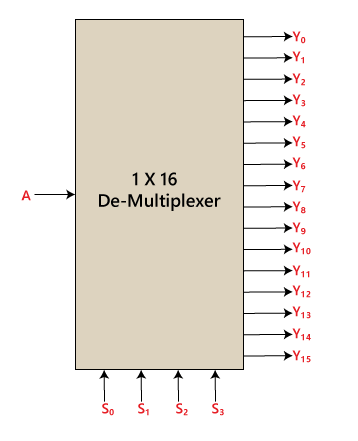 Y₀
Y₁
Y₂
Y₃
Y₄
Y₅
Y₆
1 X 16
Y₇
A
De-Multiplexer
Y₈
Y₉
Y₁₀
Y₁₁
Y₁₂
Y₁₃
Y₁₄
Y₁₅
S₀ S₁ S₂ S₃